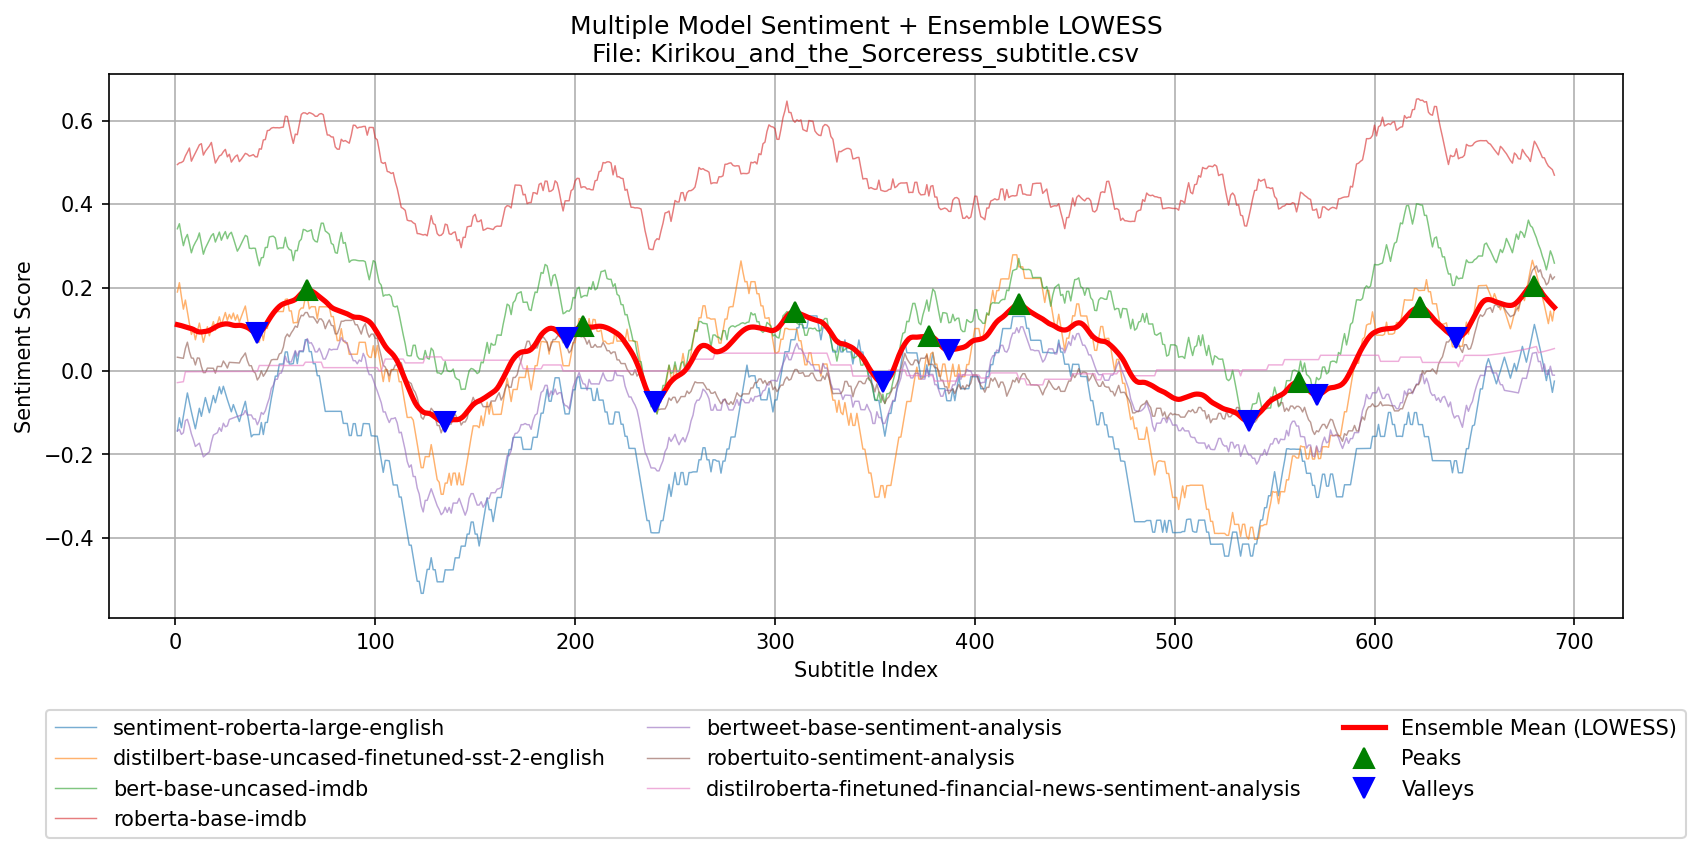 Multiple Model Sentiment + Ensemble LOWESS
File: Kirikou_and_the_Sorceress_subtitle.csv
Sentiment Score
0.6
0.4
0.2
0.0
−0.2
−0.4
0 100 200 300 400 500 600 700
Subtitle Index
sentiment-roberta-large-english
distilbert-base-uncased-finetuned-sst-2-english
bert-base-uncased-imdb
roberta-base-imdb
bertweet-base-sentiment-analysis
robertuito-sentiment-analysis
distilroberta-finetuned-financial-news-sentiment-analysis
Ensemble Mean (LOWESS)
Peaks
Valleys